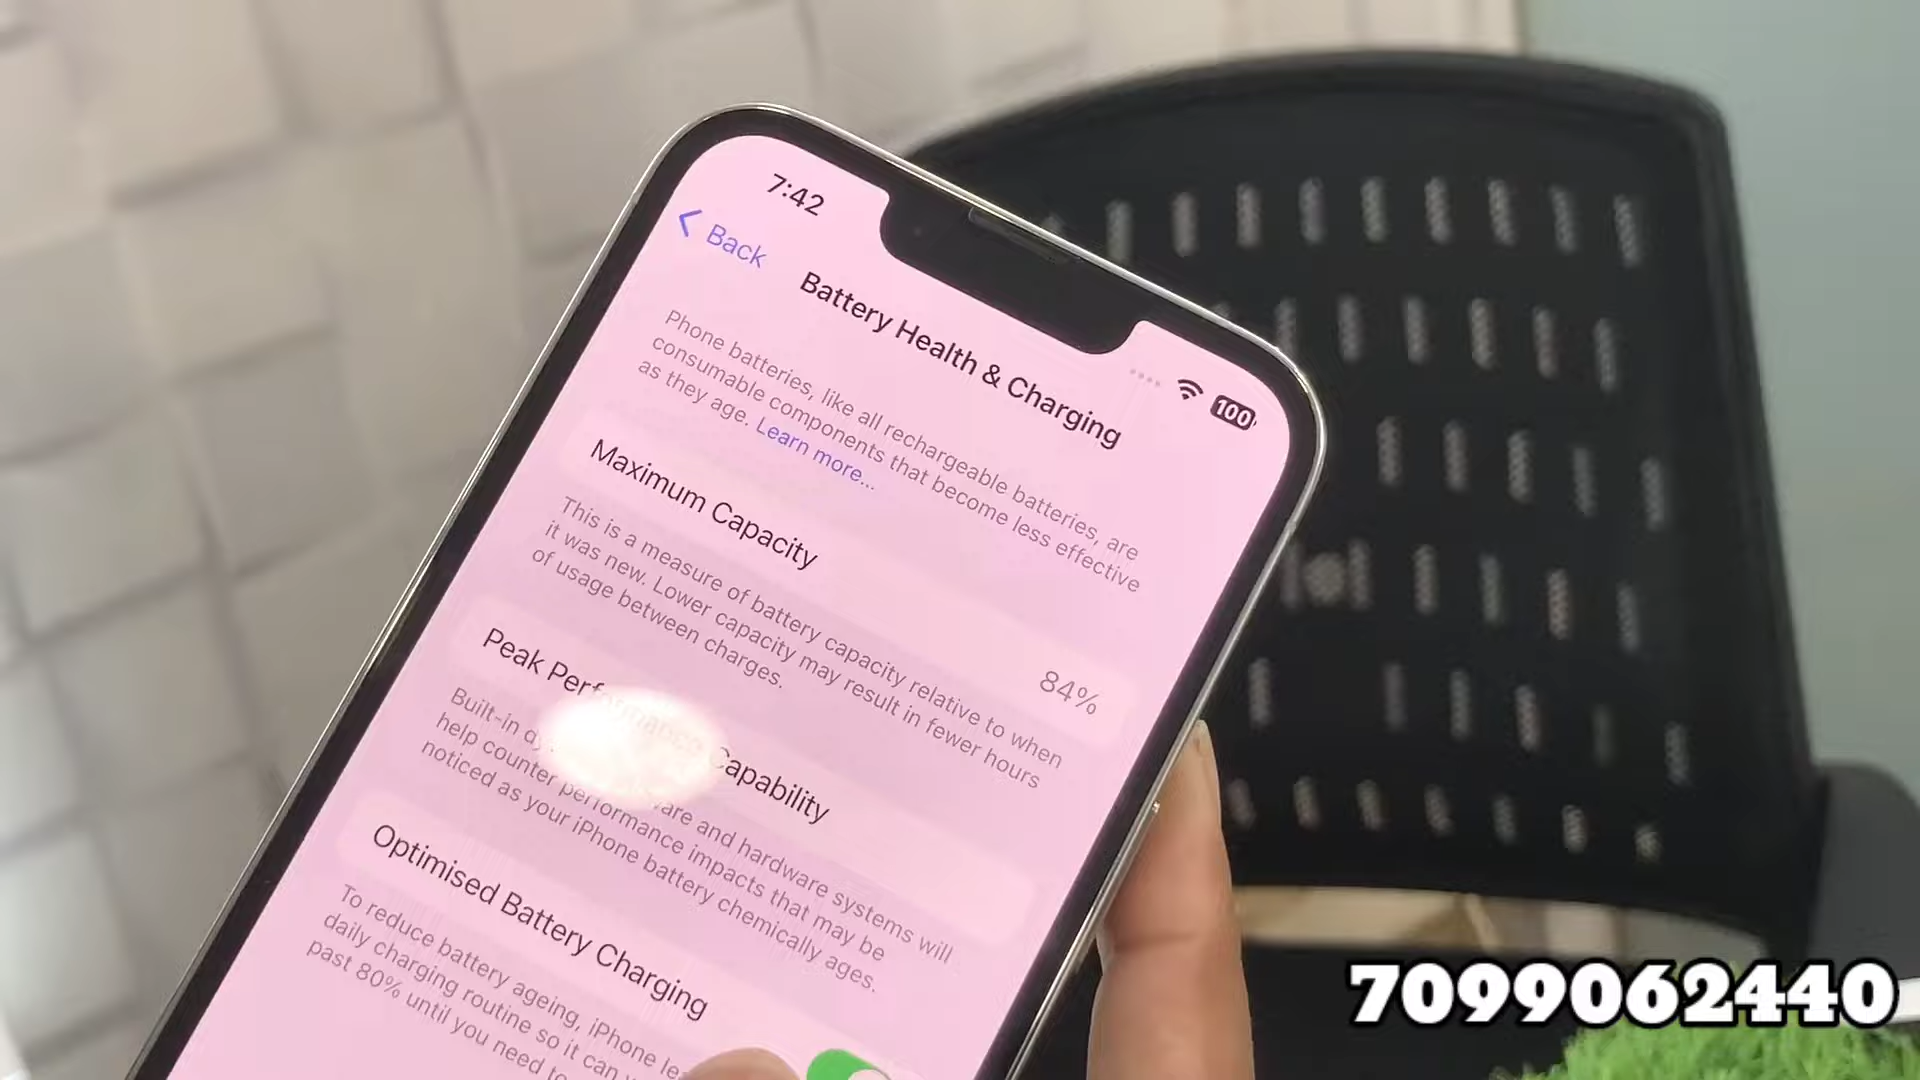 7:42
100
Back
Battery Health & Charging
Phone batteries, like all rechargeable batteries, are
consumable components that become less effective
as they age. Learn more...
Maximum Capacity
84%
This is a measure of battery capacity relative to when
it was new. Lower capacity may result in fewer hours
of usage between charges.
Peak Performance Capability
Built-in and hardware systems will
help counter performance impacts that may be
noticed as your iPhone battery chemically ages.
Optimised Battery Charging
To reduce battery ageing, iPhone
daily charging routine so it can
past 80% until you need to
7099062440